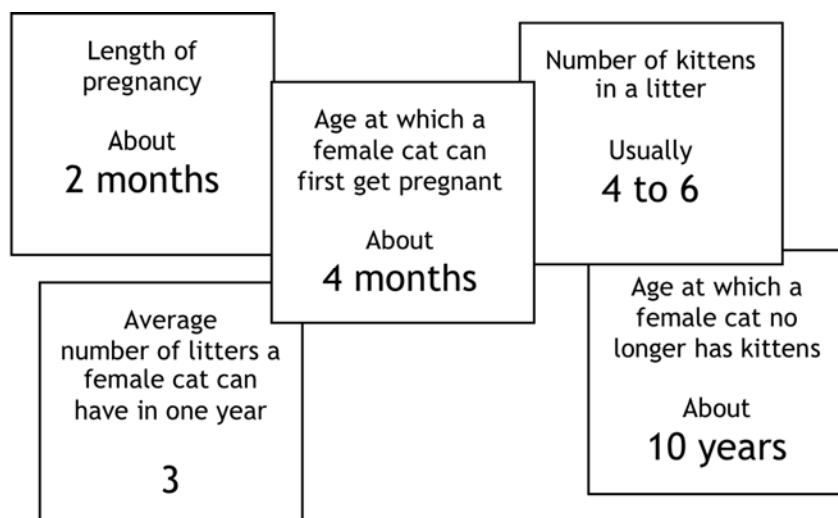 Length of
pregnancy
About
2 months
Age at which a
female cat can
first get pregnant
About
4 months
Number of kittens
in a litter
Usually
4 to 6
Average
number of litters a
female cat can
have in one year
3
Age at which a
female cat no
longer has kittens
About
10 years